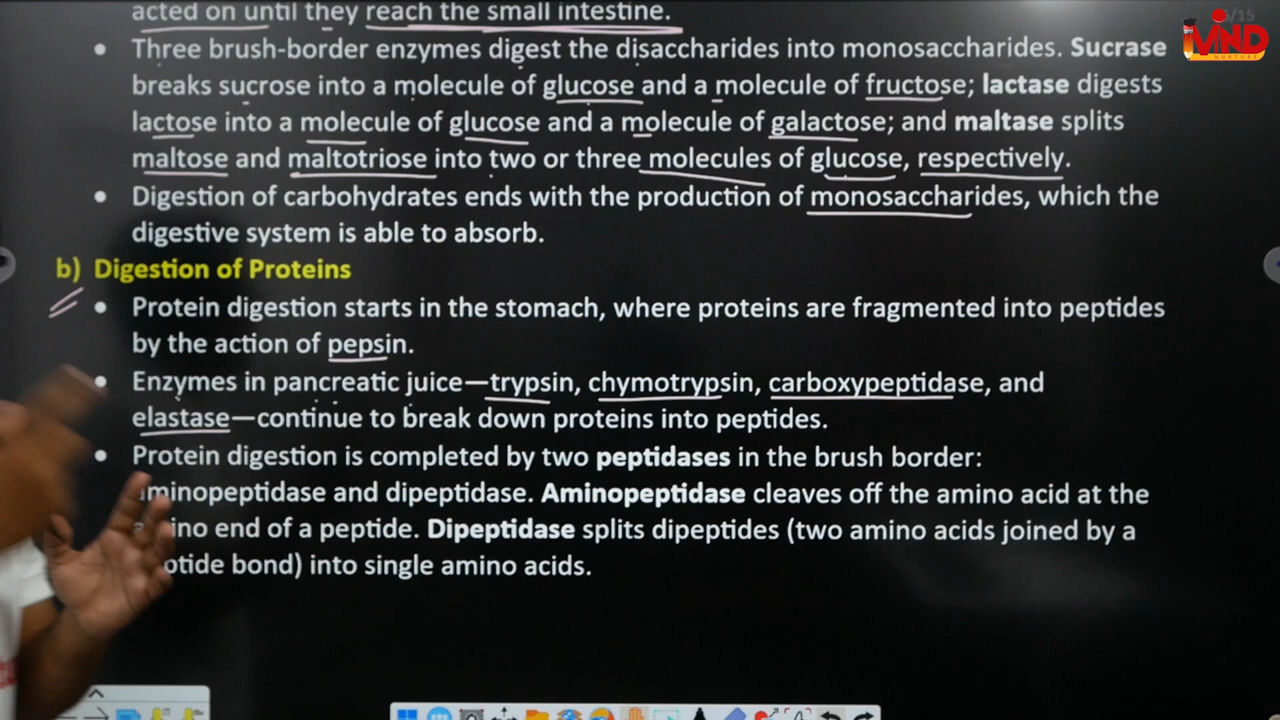 acted on until they reach the small intestine.
/15
MIND
NURTURE
• Three brush-border enzymes digest the disaccharides into monosaccharides. Sucrase
breaks sucrose into a molecule of glucose and a molecule of fructose; lactase digests
lactose into a molecule of glucose and a molecule of galactose; and maltase splits
maltose and maltotriose into two or three molecules of glucose, respectively.
• Digestion of carbohydrates ends with the production of monosaccharides, which the
digestive system is able to absorb.
b) Digestion of Proteins
• Protein digestion starts in the stomach, where proteins are fragmented into peptides
by the action of pepsin.
• Enzymes in pancreatic juice—trypsin, chymotrypsin, carboxypeptidase, and
elastase—continue to break down proteins into peptides.
• Protein digestion is completed by two peptidases in the brush border:
aminopeptidase and dipeptidase. Aminopeptidase cleaves off the amino acid at the
ino end of a peptide. Dipeptidase splits dipeptides (two amino acids joined by a
otide bond) into single amino acids.